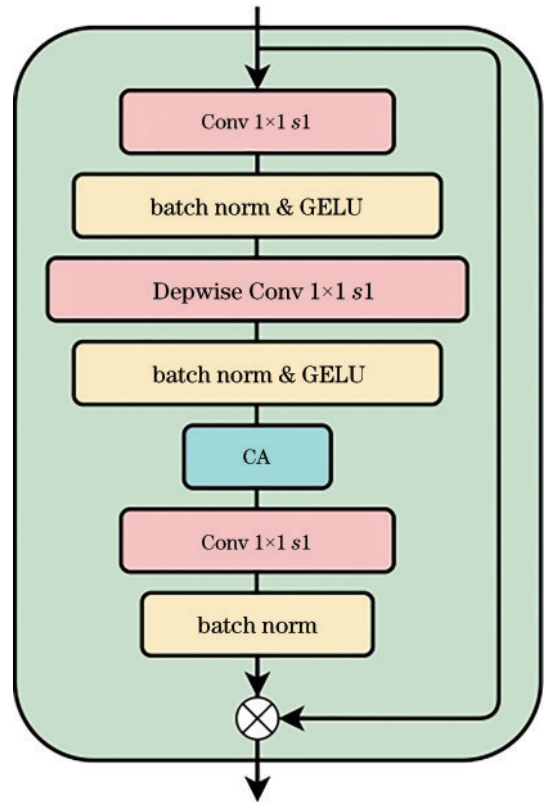 Conv 1×1 s1
batch norm & GELU
Depwise Conv 1×1 s1
batch norm & GELU
CA
Conv 1×1 s1
batch norm